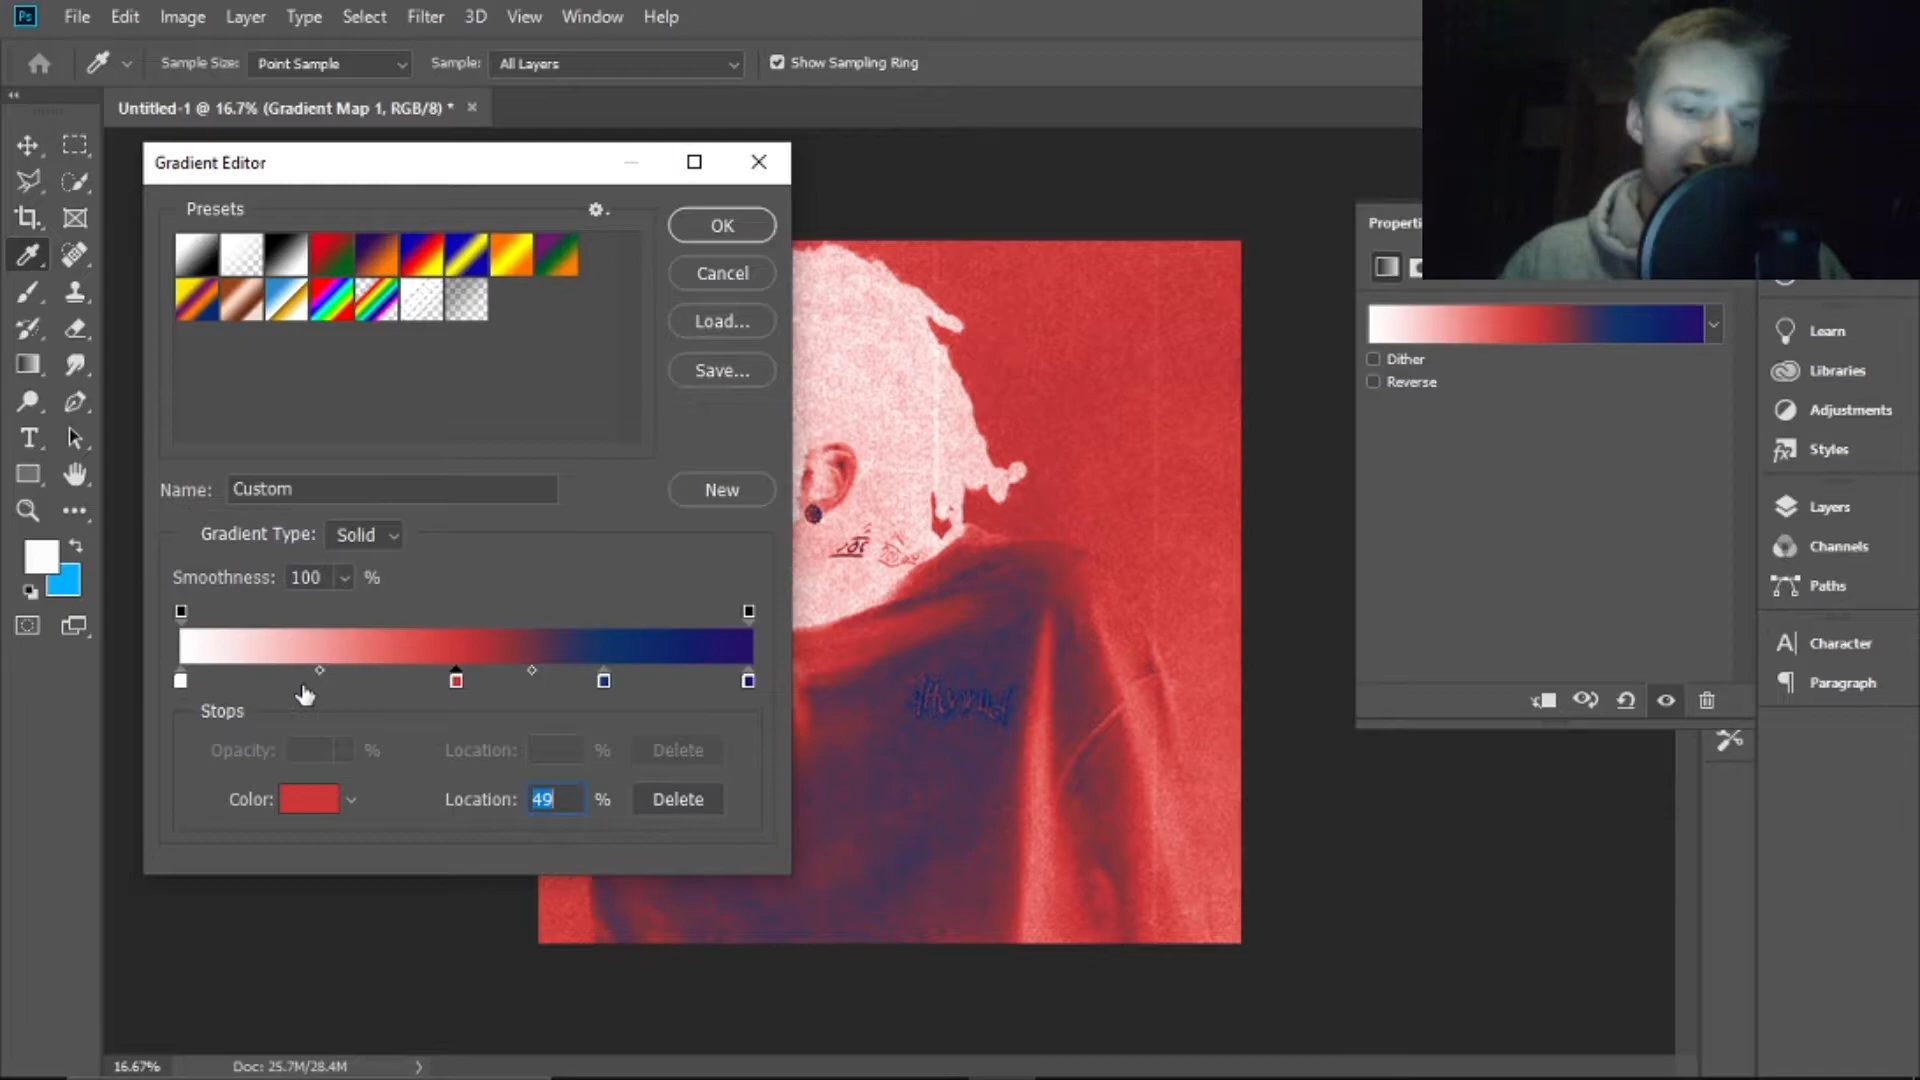 Ps File Edit Image Layer Type Select Filter 3D View Window Help
Sample Size: Point Sample Sample: All Layers Show Sampling Ring
Untitled-1 @ 16.7% (Gradient Map 1, RGB/8) *
Gradient Editor
Presets
OK
Cancel
Load...
Save...
Name: Custom
New
Gradient Type: Solid
Smoothness: 100 %
Stops
Opacity: % Location: % Delete
Color: Location: 49 % Delete
Properti
Dither
Reverse
Learn
Libraries
Adjustments
fx Styles
Layers
Channels
Paths
A Character
Paragraph
T
16.67% Doc: 25.7M/28.4M